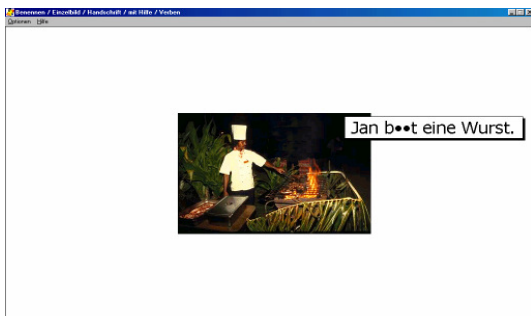 Benennen / Einzelbild / Handschrift / mit Hilfe / Verben
Optionen Hilfe
Jan b●●t eine Wurst.